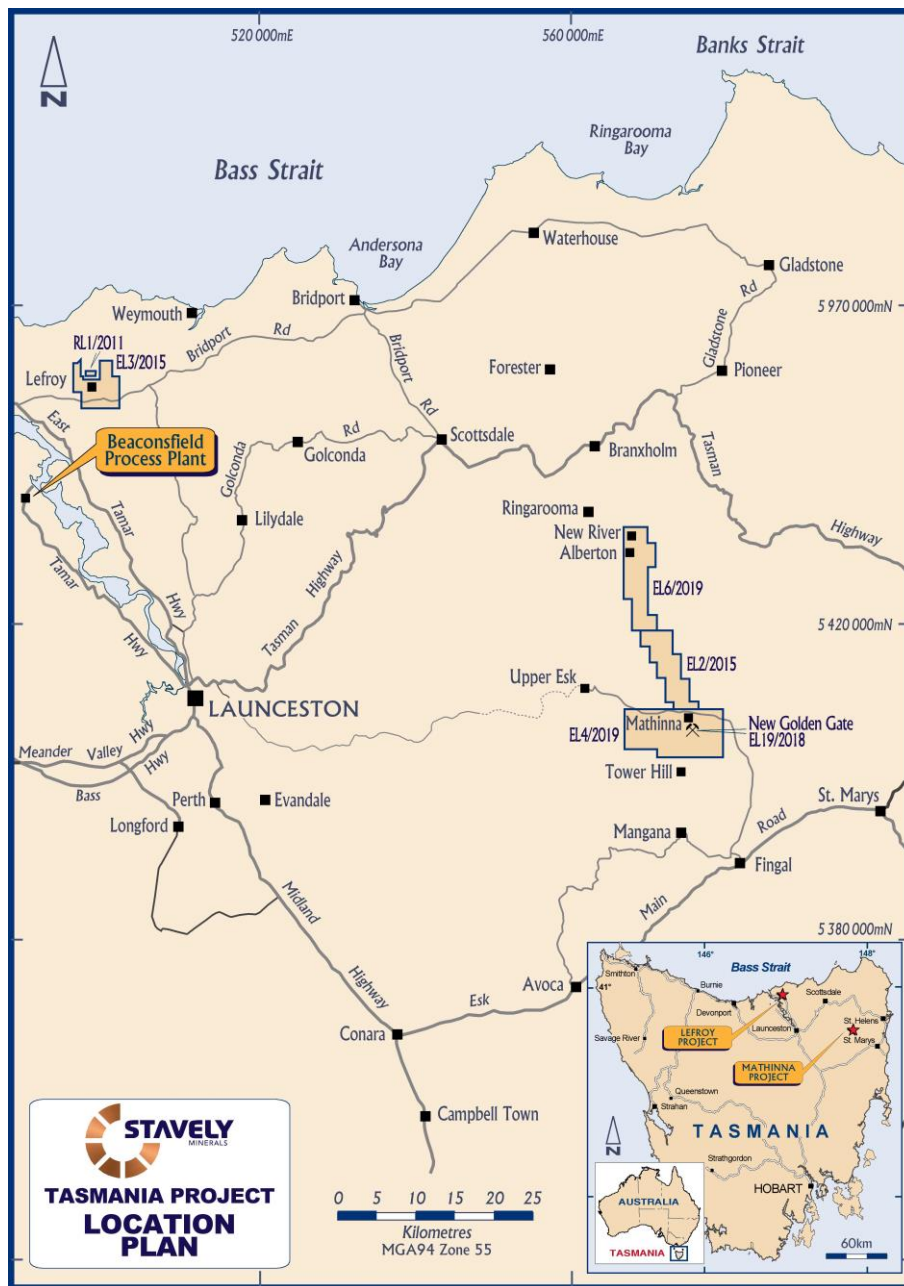 520 000mE
560 000mE
Banks Strait
N
Ringarooma
Bay
Bass Strait
Andersona
Bay
Waterhouse
Gladstone
Bridport
Weymouth
5 970 000mN
Rd
Gladstone
Bridport
Rd
RL1/2011
EL3/2015
Lefroy
Bridport
Rd
Forester
Pioneer
East
Tamar
Hwy
Beaconsfield
Process Plant
Golconda
Rd
Golconda
Scottsdale
Branxholm
Tasman
Highway
Lilydale
Ringarooma
New River
Alberton
Tamar
Hwy
Tasman
Highway
EL6/2019
5 420 000mN
EL2/2015
Upper Esk
LAUNCESTON
Mathinna
New Golden Gate
EL19/2018
EL4/2019
Meander
Valley
Hwy
Bass
Hwy
Tower Hill
Perth
Evandale
St. Marys
Longford
Mangana
Road
Fingal
Main
Midland
Highway
5 380 000mN
Avoca
Esk
Conara
Campbell Town
STAVELY
MINERALS
TASMANIA PROJECT
LOCATION
PLAN
0 5 10 15 20 25
Kilometres
MGA94 Zone 55
146°
148°
Bass Strait
Smithton
41°
Burnie
Devonport
Scottsdale
LEFROY
PROJECT
Launceston
St. Helens
Savage River
St. Marys
MATHINNA
PROJECT
Queenstown
Strahan
N
TASMANIA
Strathgordon
HOBART
AUSTRALIA
TASMANIA
60km